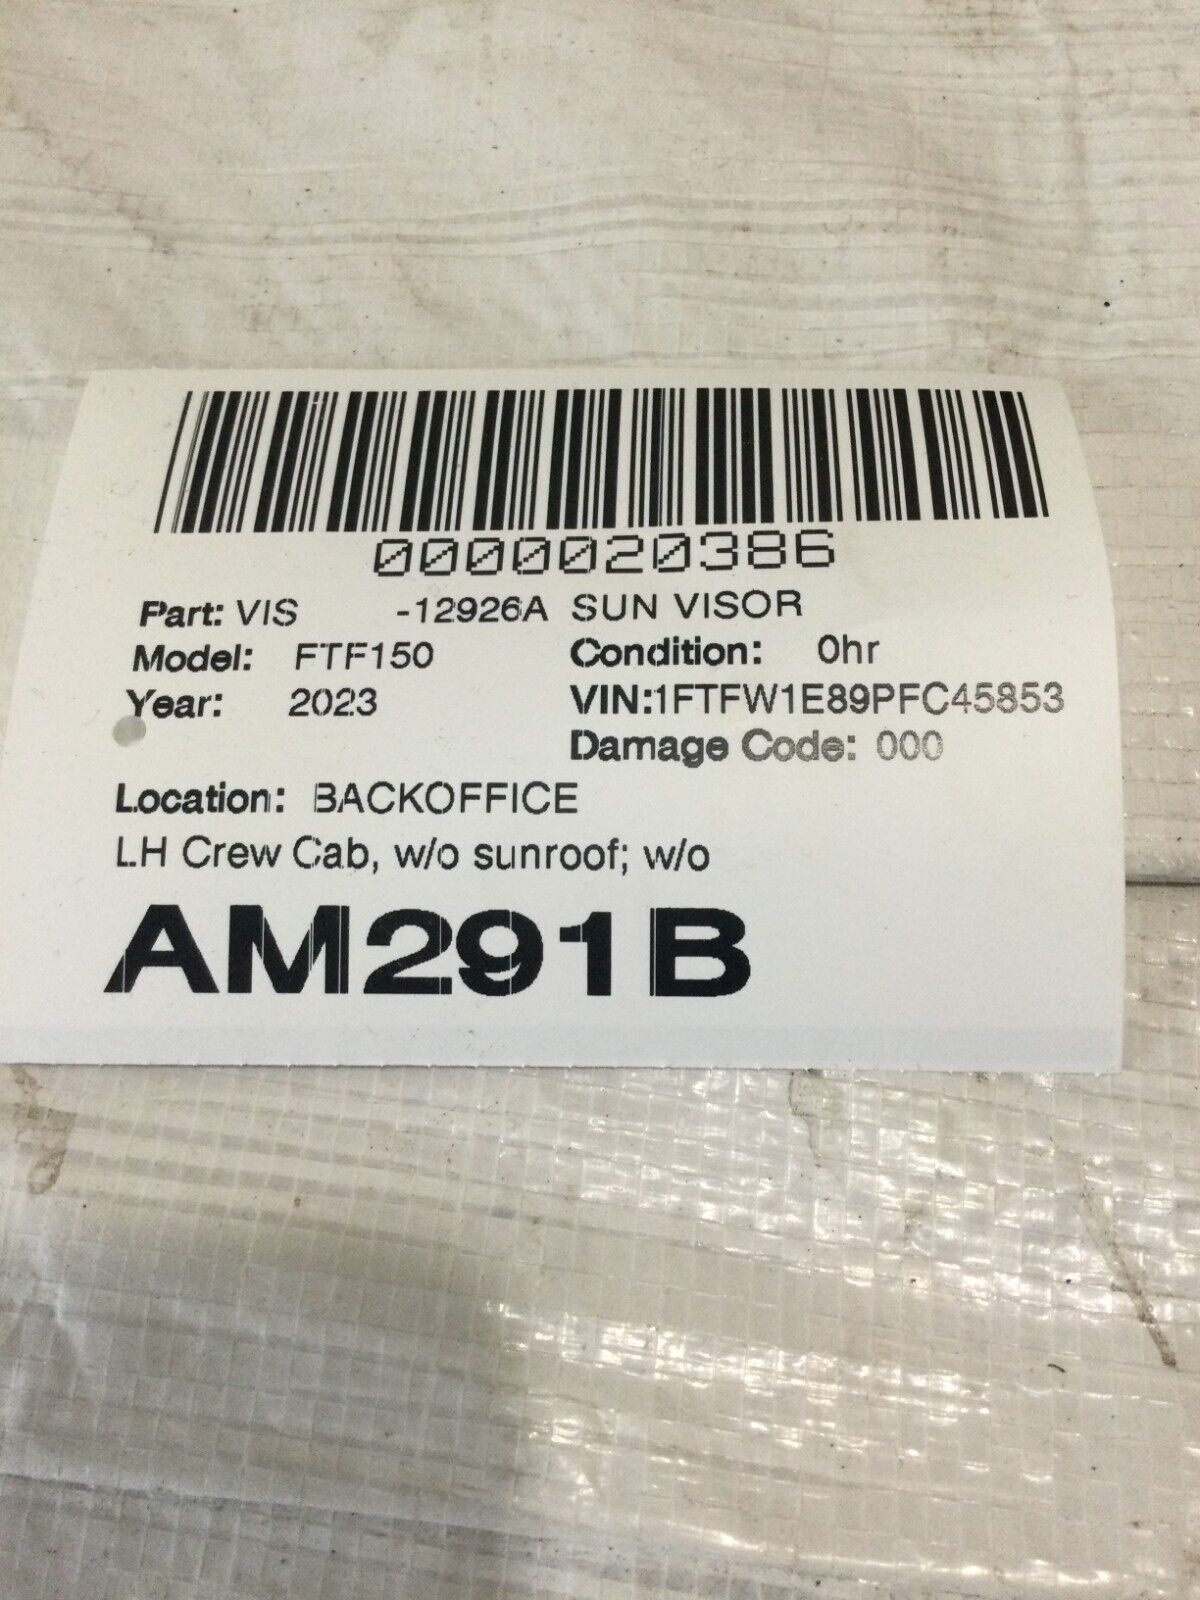 0000020386
Part: VIS -12926A SUN VISOR
Model: FTF150 Condition: 0hr
Year: 2023 VIN:1FTFW1E89PFC45853
Damage Code: 000
Location: BACKOFFICE
LH Crew Cab, w/o sunroof; w/o
AM291B